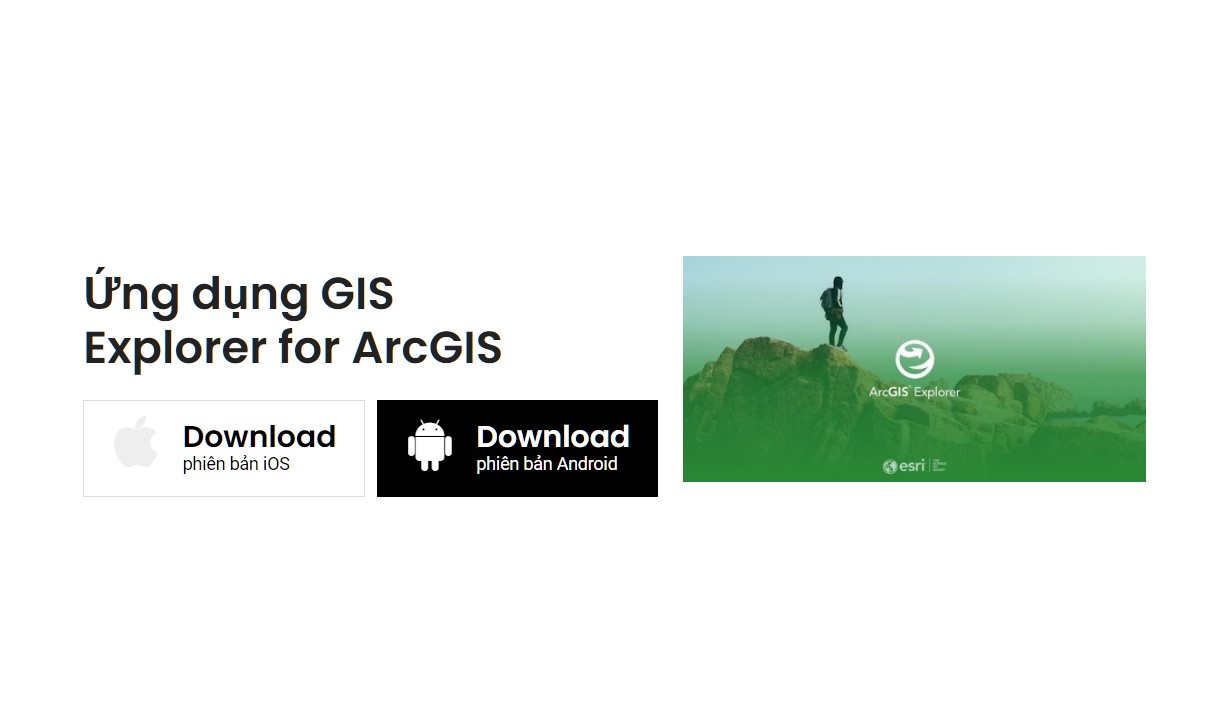 Ứng dụng GIS
Explorer for ArcGIS
Download
phiên bản iOS
Download
phiên bản Android
ArcGIS Explorer
esri